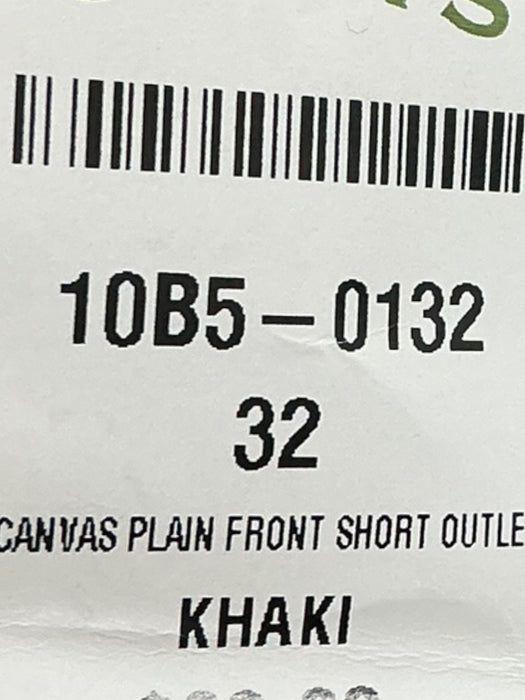 10B5-0132
32
CANVAS PLAIN FRONT SHORT OUTLE
KHAKI